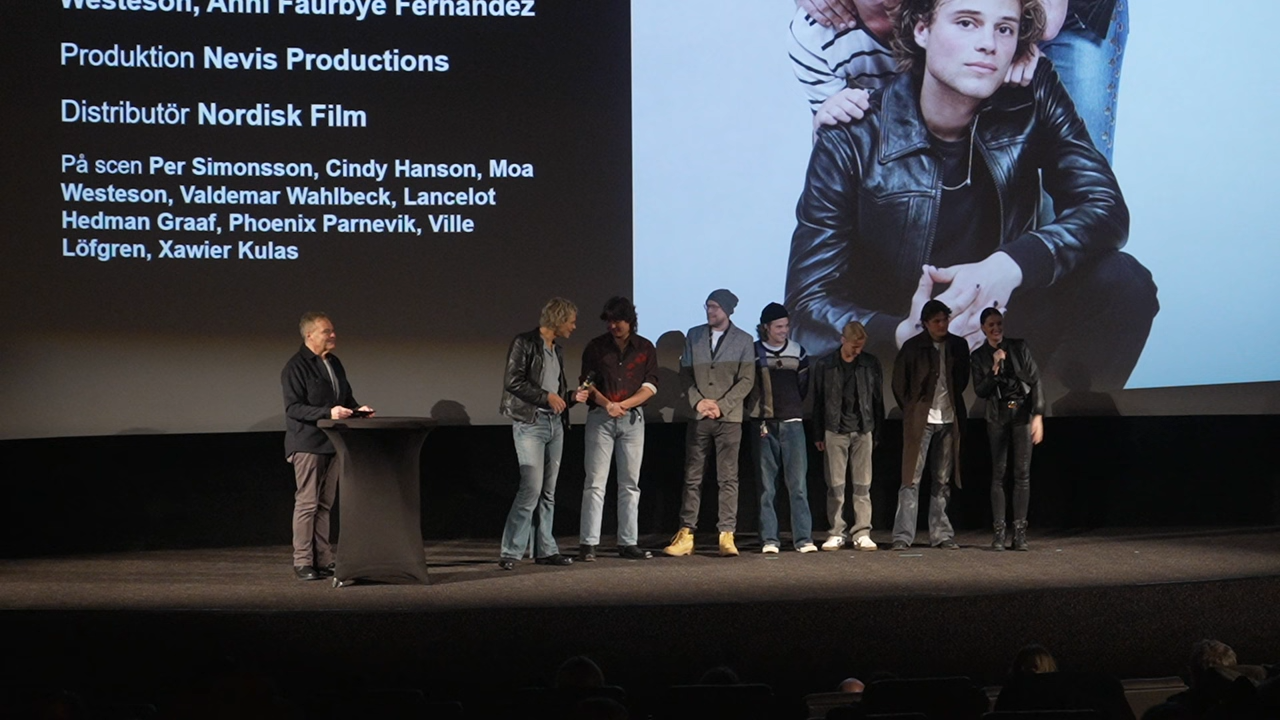 Westeson, Anni Faurbye Fernandez
Produktion Nevis Productions
Distributör Nordisk Film
På scen Per Simonsson, Cindy Hanson, Moa
Westeson, Valdemar Wahlbeck, Lancelot
Hedman Graaf, Phoenix Parnevik, Ville
Löfgren, Xawier Kulas